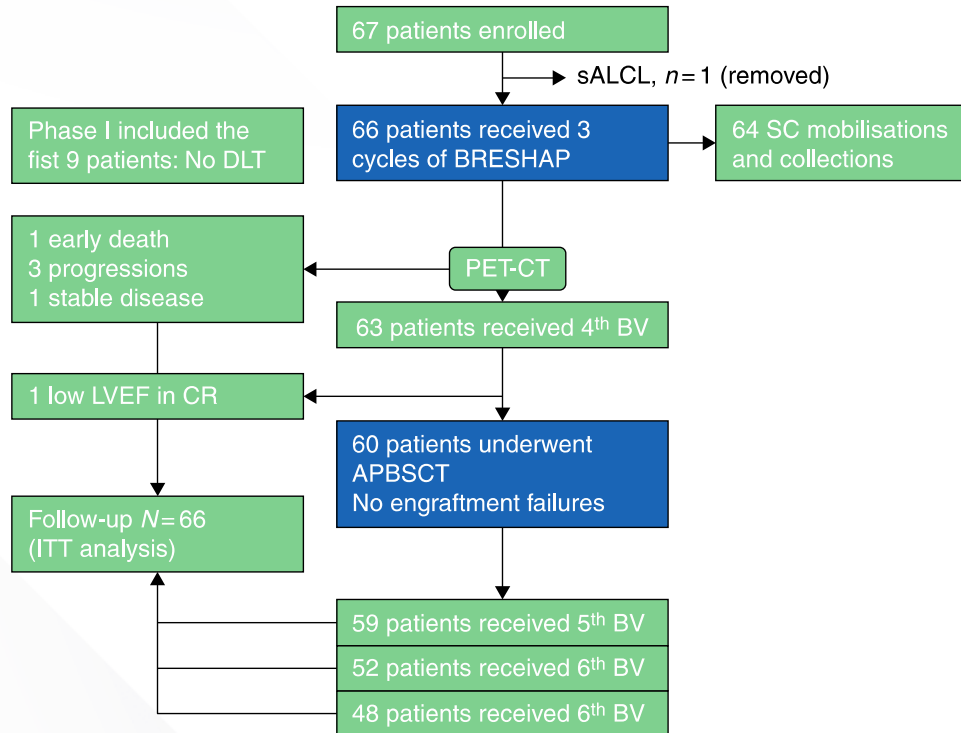 67 patients enrolled
sALCL, n=1 (removed)
Phase I included the
fist 9 patients: No DLT
66 patients received 3
cycles of BRESHAP
64 SC mobilisations
and collections
1 early death
3 progressions
1 stable disease
PET-CT
63 patients received 4th BV
1 low LVEF in CR
60 patients underwent
APBSCT
No engraftment failures
Follow-up N=66
(ITT analysis)
59 patients received 5th BV
52 patients received 6th BV
48 patients received 6th BV